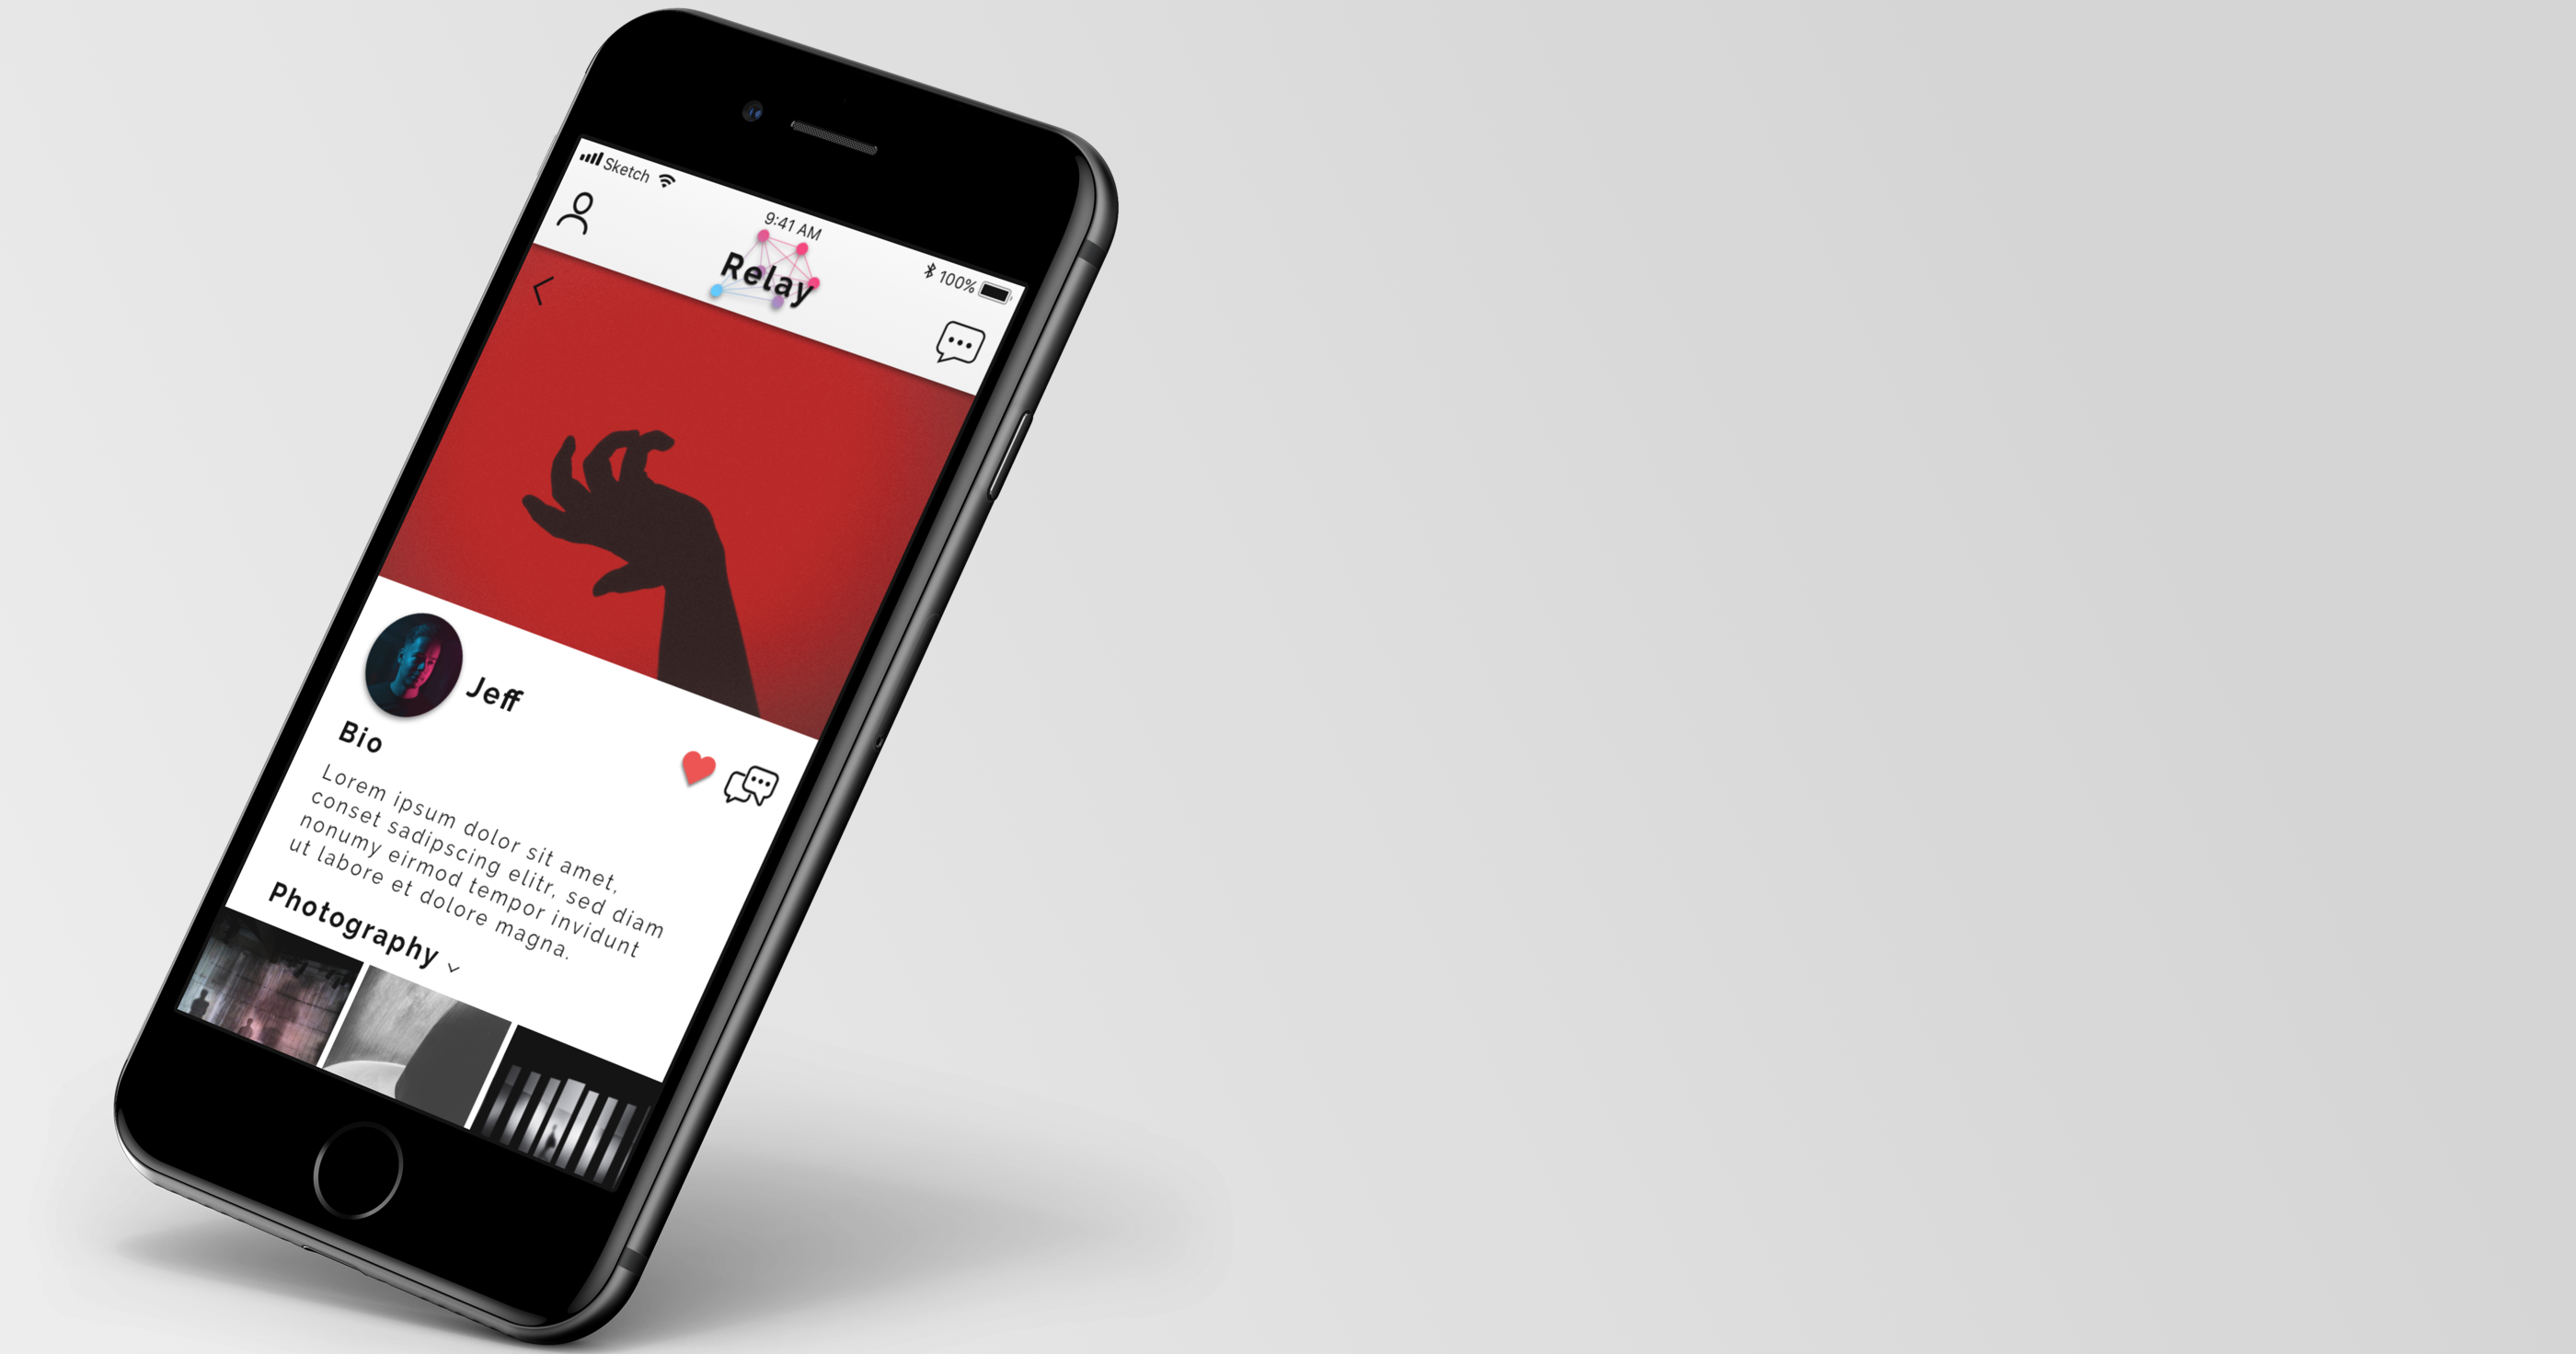 Sketch
9:41 AM
100%
Relay
Jeff
Bio
Lorem ipsum dolor sit amet,
conset sadipscing elitr, sed diam
nonumy eirmod tempor invidunt
ut labore et dolore magna.
Photography